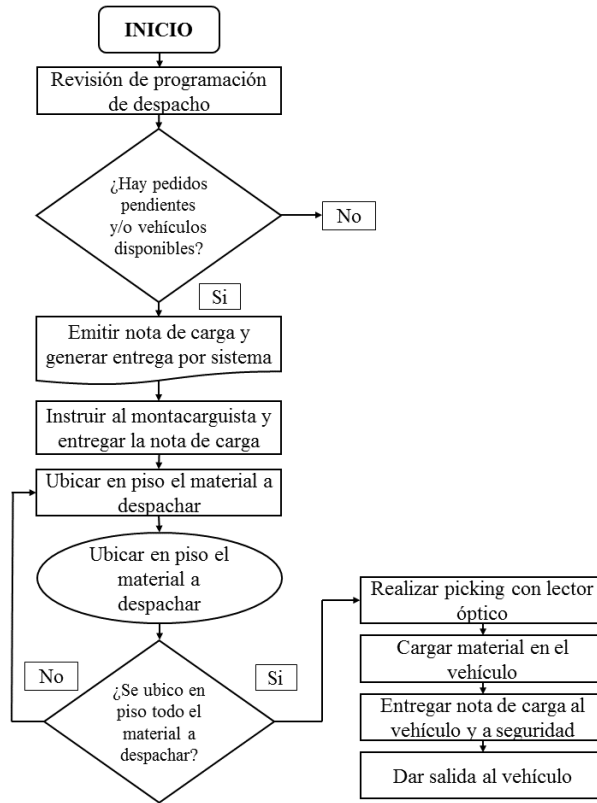 INICIO
Revisión de programación
de despacho
¿Hay pedidos
pendientes
y/o vehículos
disponibles?
No
Si
Emitir nota de carga y
generar entrega por sistema
Instruir al montacarguista y
entregar la nota de carga
Ubicar en piso el material a
despachar
Ubicar en piso el
material a
despachar
No
¿Se ubico en
piso todo el
material a
despachar?
Si
Realizar picking con lector
óptico
Cargar material en el
vehículo
Entregar nota de carga al
vehículo y a seguridad
Dar salida al vehículo